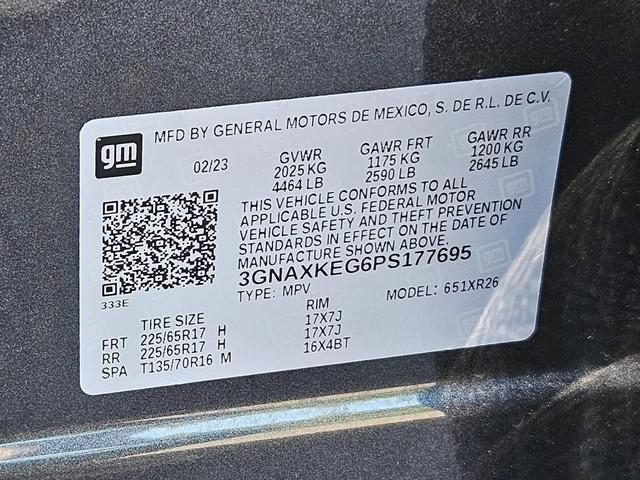 gm
MFD BY GENERAL MOTORS DE MEXICO, S. DE R.L. DE C.V.
02/23 GVWR GAWR FRT GAWR RR
2025 KG 1175 KG 1200 KG
4464 LB 2590 LB 2645 LB
THIS VEHICLE CONFORMS TO ALL
APPLICABLE U.S. FEDERAL MOTOR
VEHICLE SAFETY AND THEFT PREVENTION
STANDARDS IN EFFECT ON THE DATE OF
MANUFACTURE SHOWN ABOVE.
3GNAXKEG6PS177695
333E
TYPE: MPV MODEL: 651XR26
TIRE SIZE RIM
FRT 225/65R17 H 17X7J
RR 225/65R17 H 17X7J
SPA T135/70R16 M 16X4BT